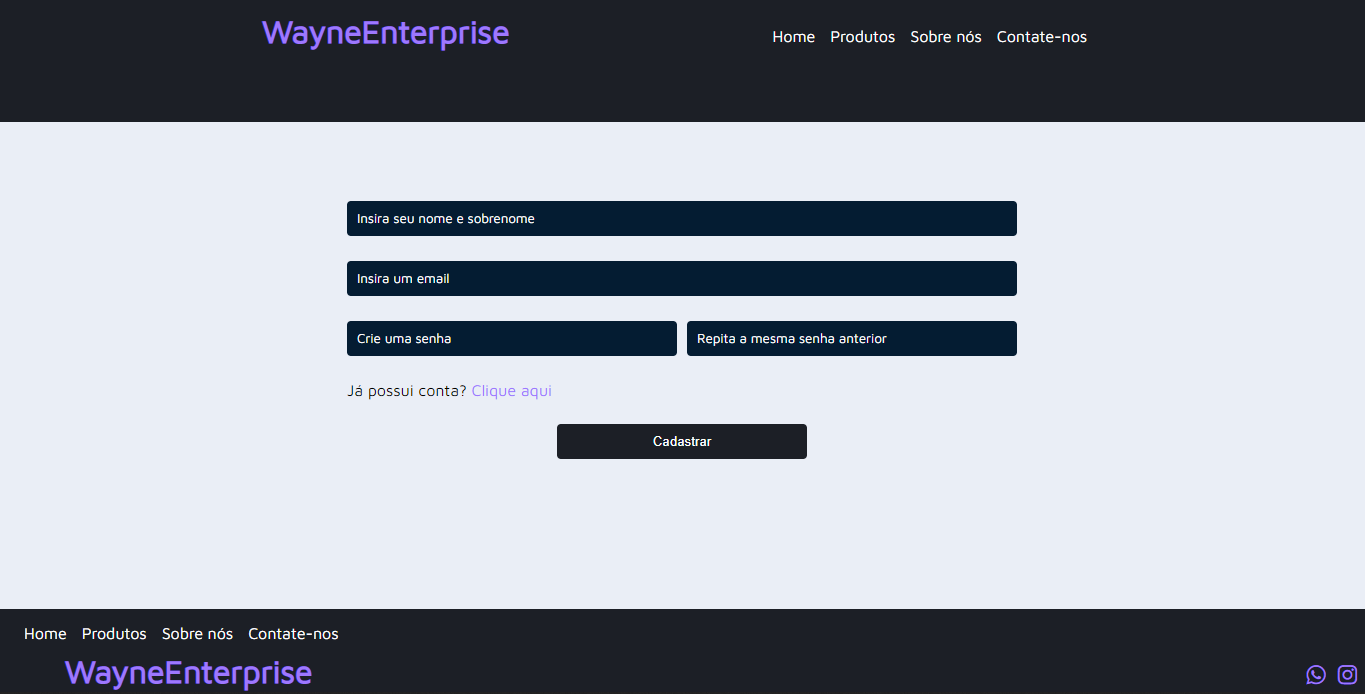 WayneEnterprise
Home Produtos Sobre nós Contate-nos
Insira seu nome e sobrenome
Insira um email
Crie uma senha Repita a mesma senha anterior
Já possui conta? Clique aqui
Cadastrar
Home Produtos Sobre nós Contate-nos
WayneEnterprise